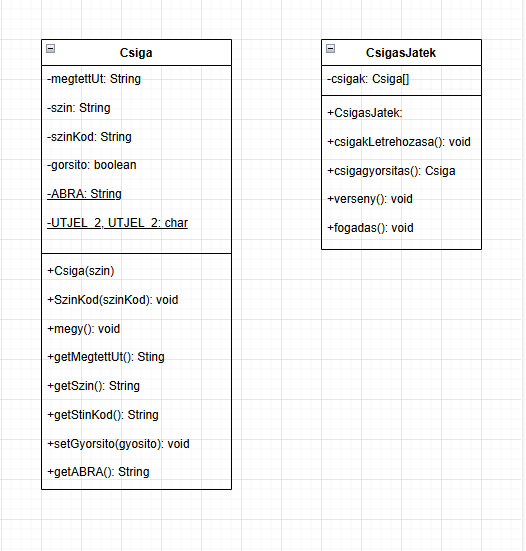 Csiga
-megtettUt: String
-szin: String
-szinKod: String
-gorsito: boolean
-ABRA: String
-UTJEL_2, UTJEL_2: char
+Csiga(szin)
+SzinKod(szinKod): void
+megy(): void
+getMegtettUt(): Sting
+getSzin(): String
+getStinKod(): String
+setGyorsito(gyosito): void
+getABRA(): String
CsigasJatek
-csigak: Csiga[]
+CsigasJatek:
+csigakLetrehozasa(): void
+csigagyorsitas(): Csiga
+verseny(): void
+fogadas(): void